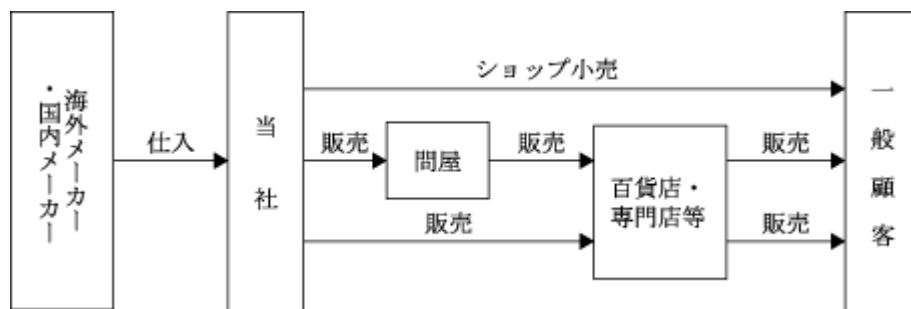 海外メーカー
・国内メーカー
仕入
当社
ショップ小売
販売
問屋
販売
百貨店・
専門店等
販売
販売
販売
一般顧客